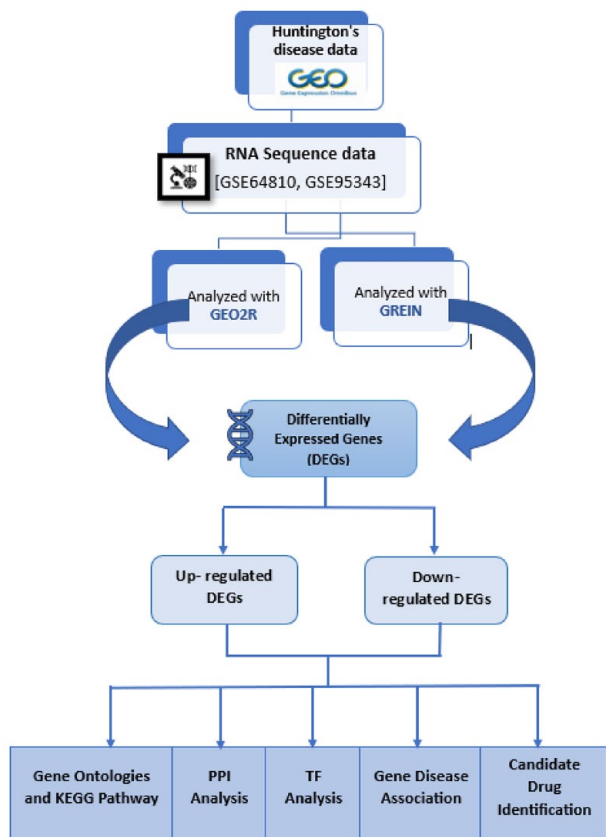 Huntington's
disease data
GEO
Gene Expression Omnibus
RNA Sequence data
[GSE64810, GSE95343]
Analyzed with
GEO2R
Analyzed with
GREIN
Differentially
Expressed Genes
(DEGs)
Up- regulated
DEGs
Down-
regulated DEGs
Gene Ontologies
and KEGG Pathway
PPI
Analysis
TF
Analysis
Gene Disease
Association
Candidate
Drug
Identification